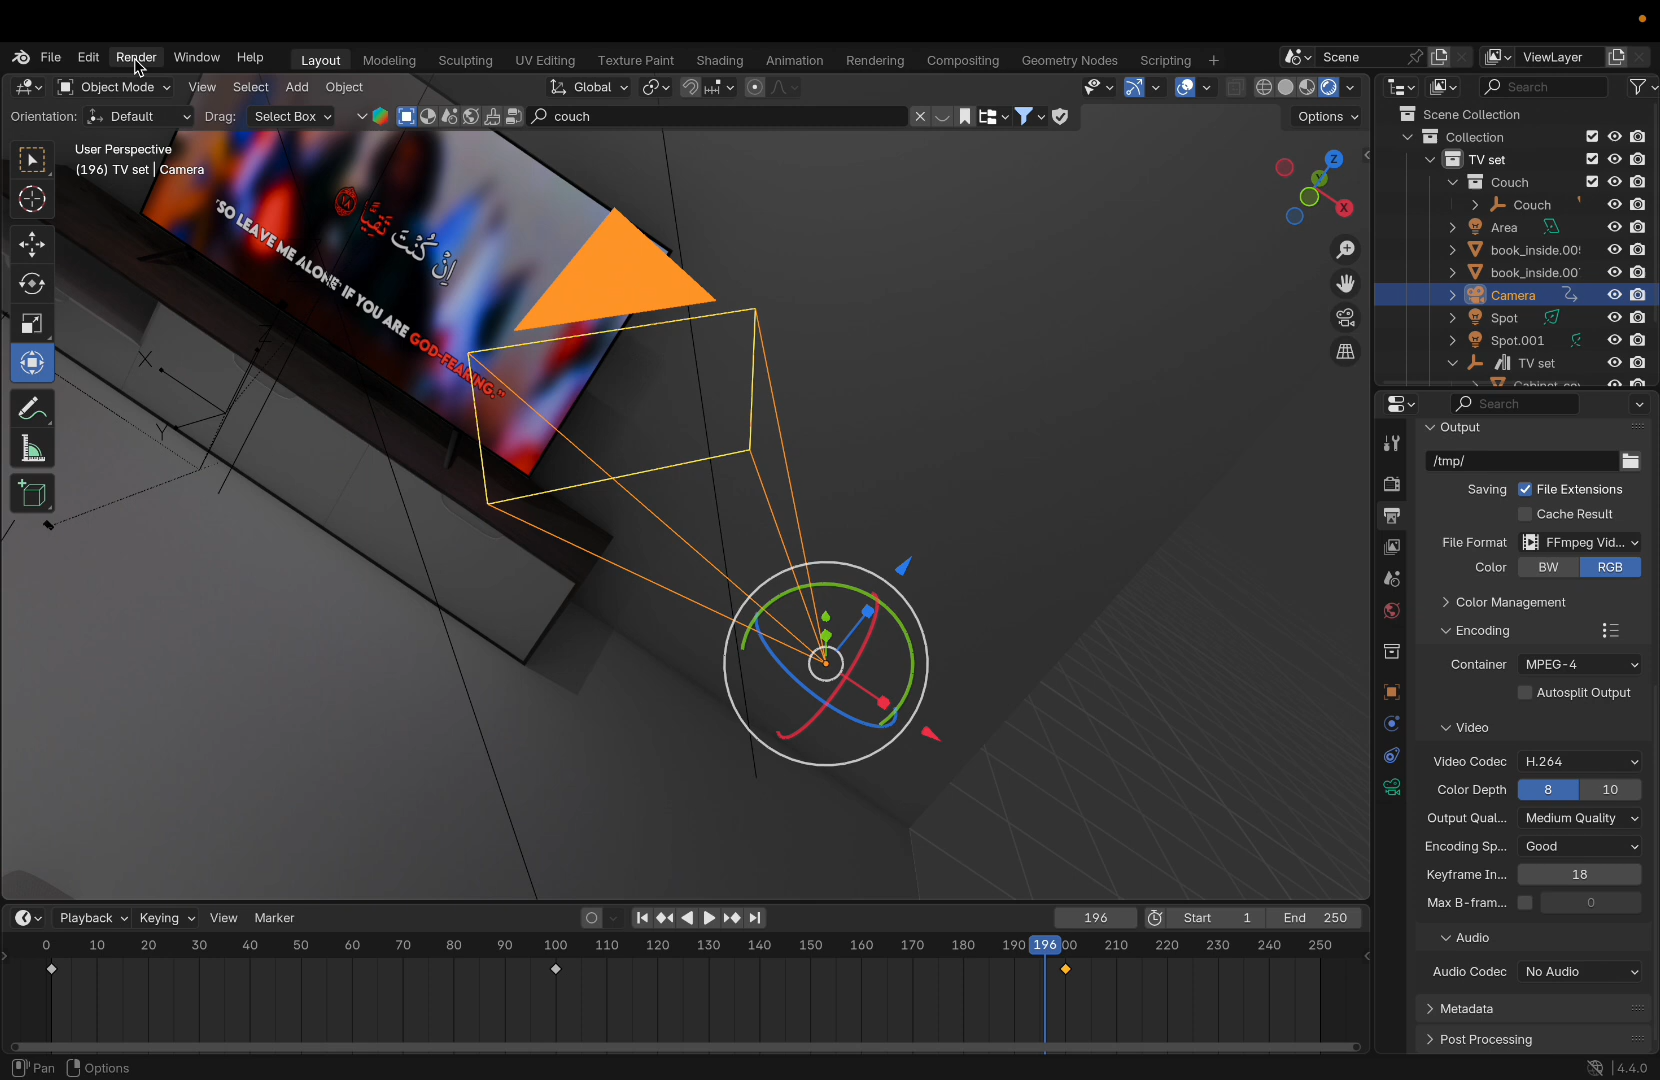 File Edit Render Window Help Layout Modeling Sculpting UV Editing Texture Paint Shading Animation Rendering Compositing Geometry Nodes Scripting + Scene ViewLayer
Object Mode View Select Add Object Global Search
Orientation: Default Drag: Select Box couch Options
User Perspective
(196) TV set | Camera
إِنْ كُنْتَ تَقِيًّا ١٨
"SO LEAVE ME ALONE IF YOU ARE GOD-FEARING."
X
Y
Z
Z
X
Scene Collection
Collection
TV set
Couch
Couch
Area
book_inside.00
book_inside.00
Camera
Spot
Spot.001
TV set
Search
Output
/tmp/
Saving File Extensions
Cache Result
File Format FFmpeg Vid...
Color BW RGB
Color Management
Encoding
Container MPEG-4
Autosplit Output
Video
Video Codec H.264
Color Depth 8 10
Output Qual... Medium Quality
Encoding Sp... Good
Keyframe In... 18
Max B-fram... 0
Audio
Audio Codec No Audio
Metadata
Post Processing
Playback Keying View Marker 196 Start 1 End 250
0 10 20 30 40 50 60 70 80 90 100 110 120 130 140 150 160 170 180 190 196 00 210 220 230 240 250
Pan Options 4.4.0